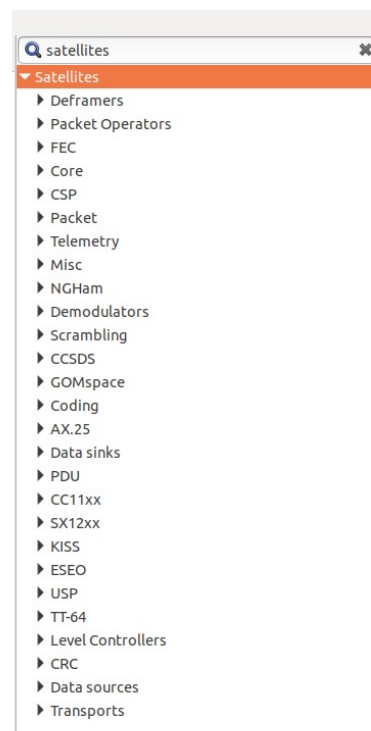 satellites
Satellites
Deframers
Packet Operators
FEC
Core
CSP
Packet
Telemetry
Misc
NGHam
Demodulators
Scrambling
CCSDS
GOMspace
Coding
AX.25
Data sinks
PDU
CC11xx
SX12xx
KISS
ESEO
USP
TT-64
Level Controllers
CRC
Data sources
Transports